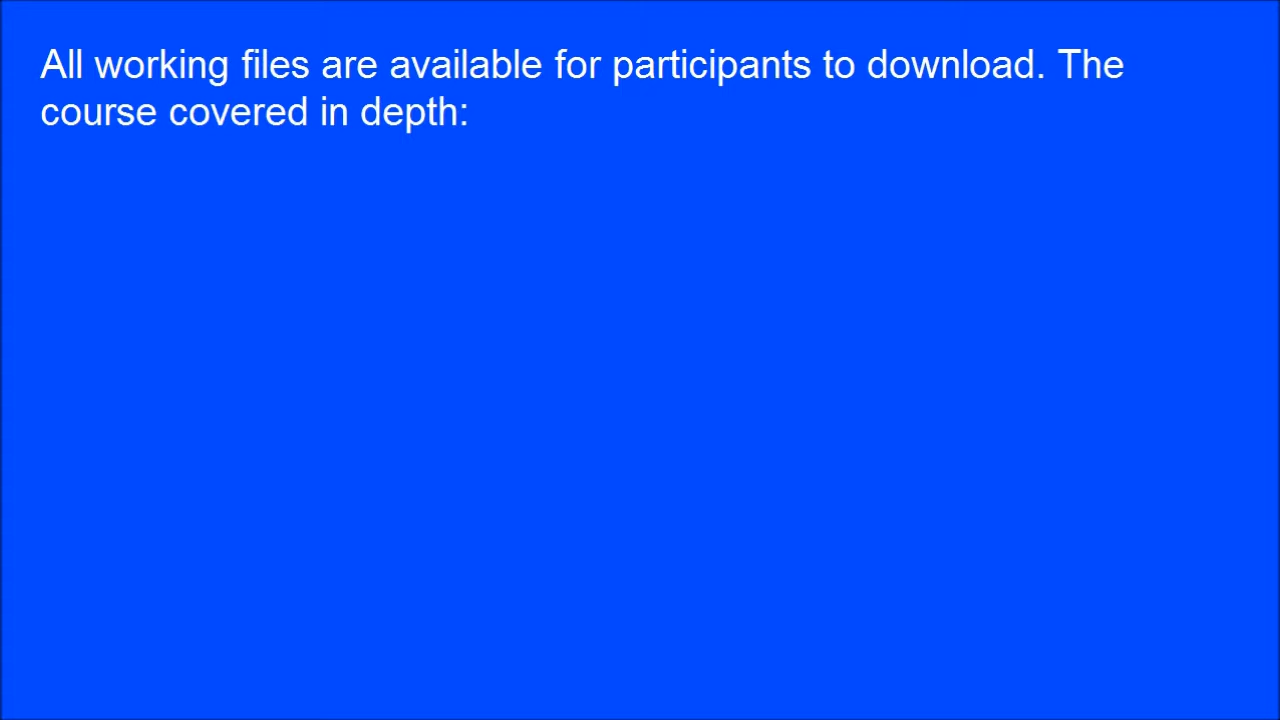 All working files are available for participants to download. The
course covered in depth: